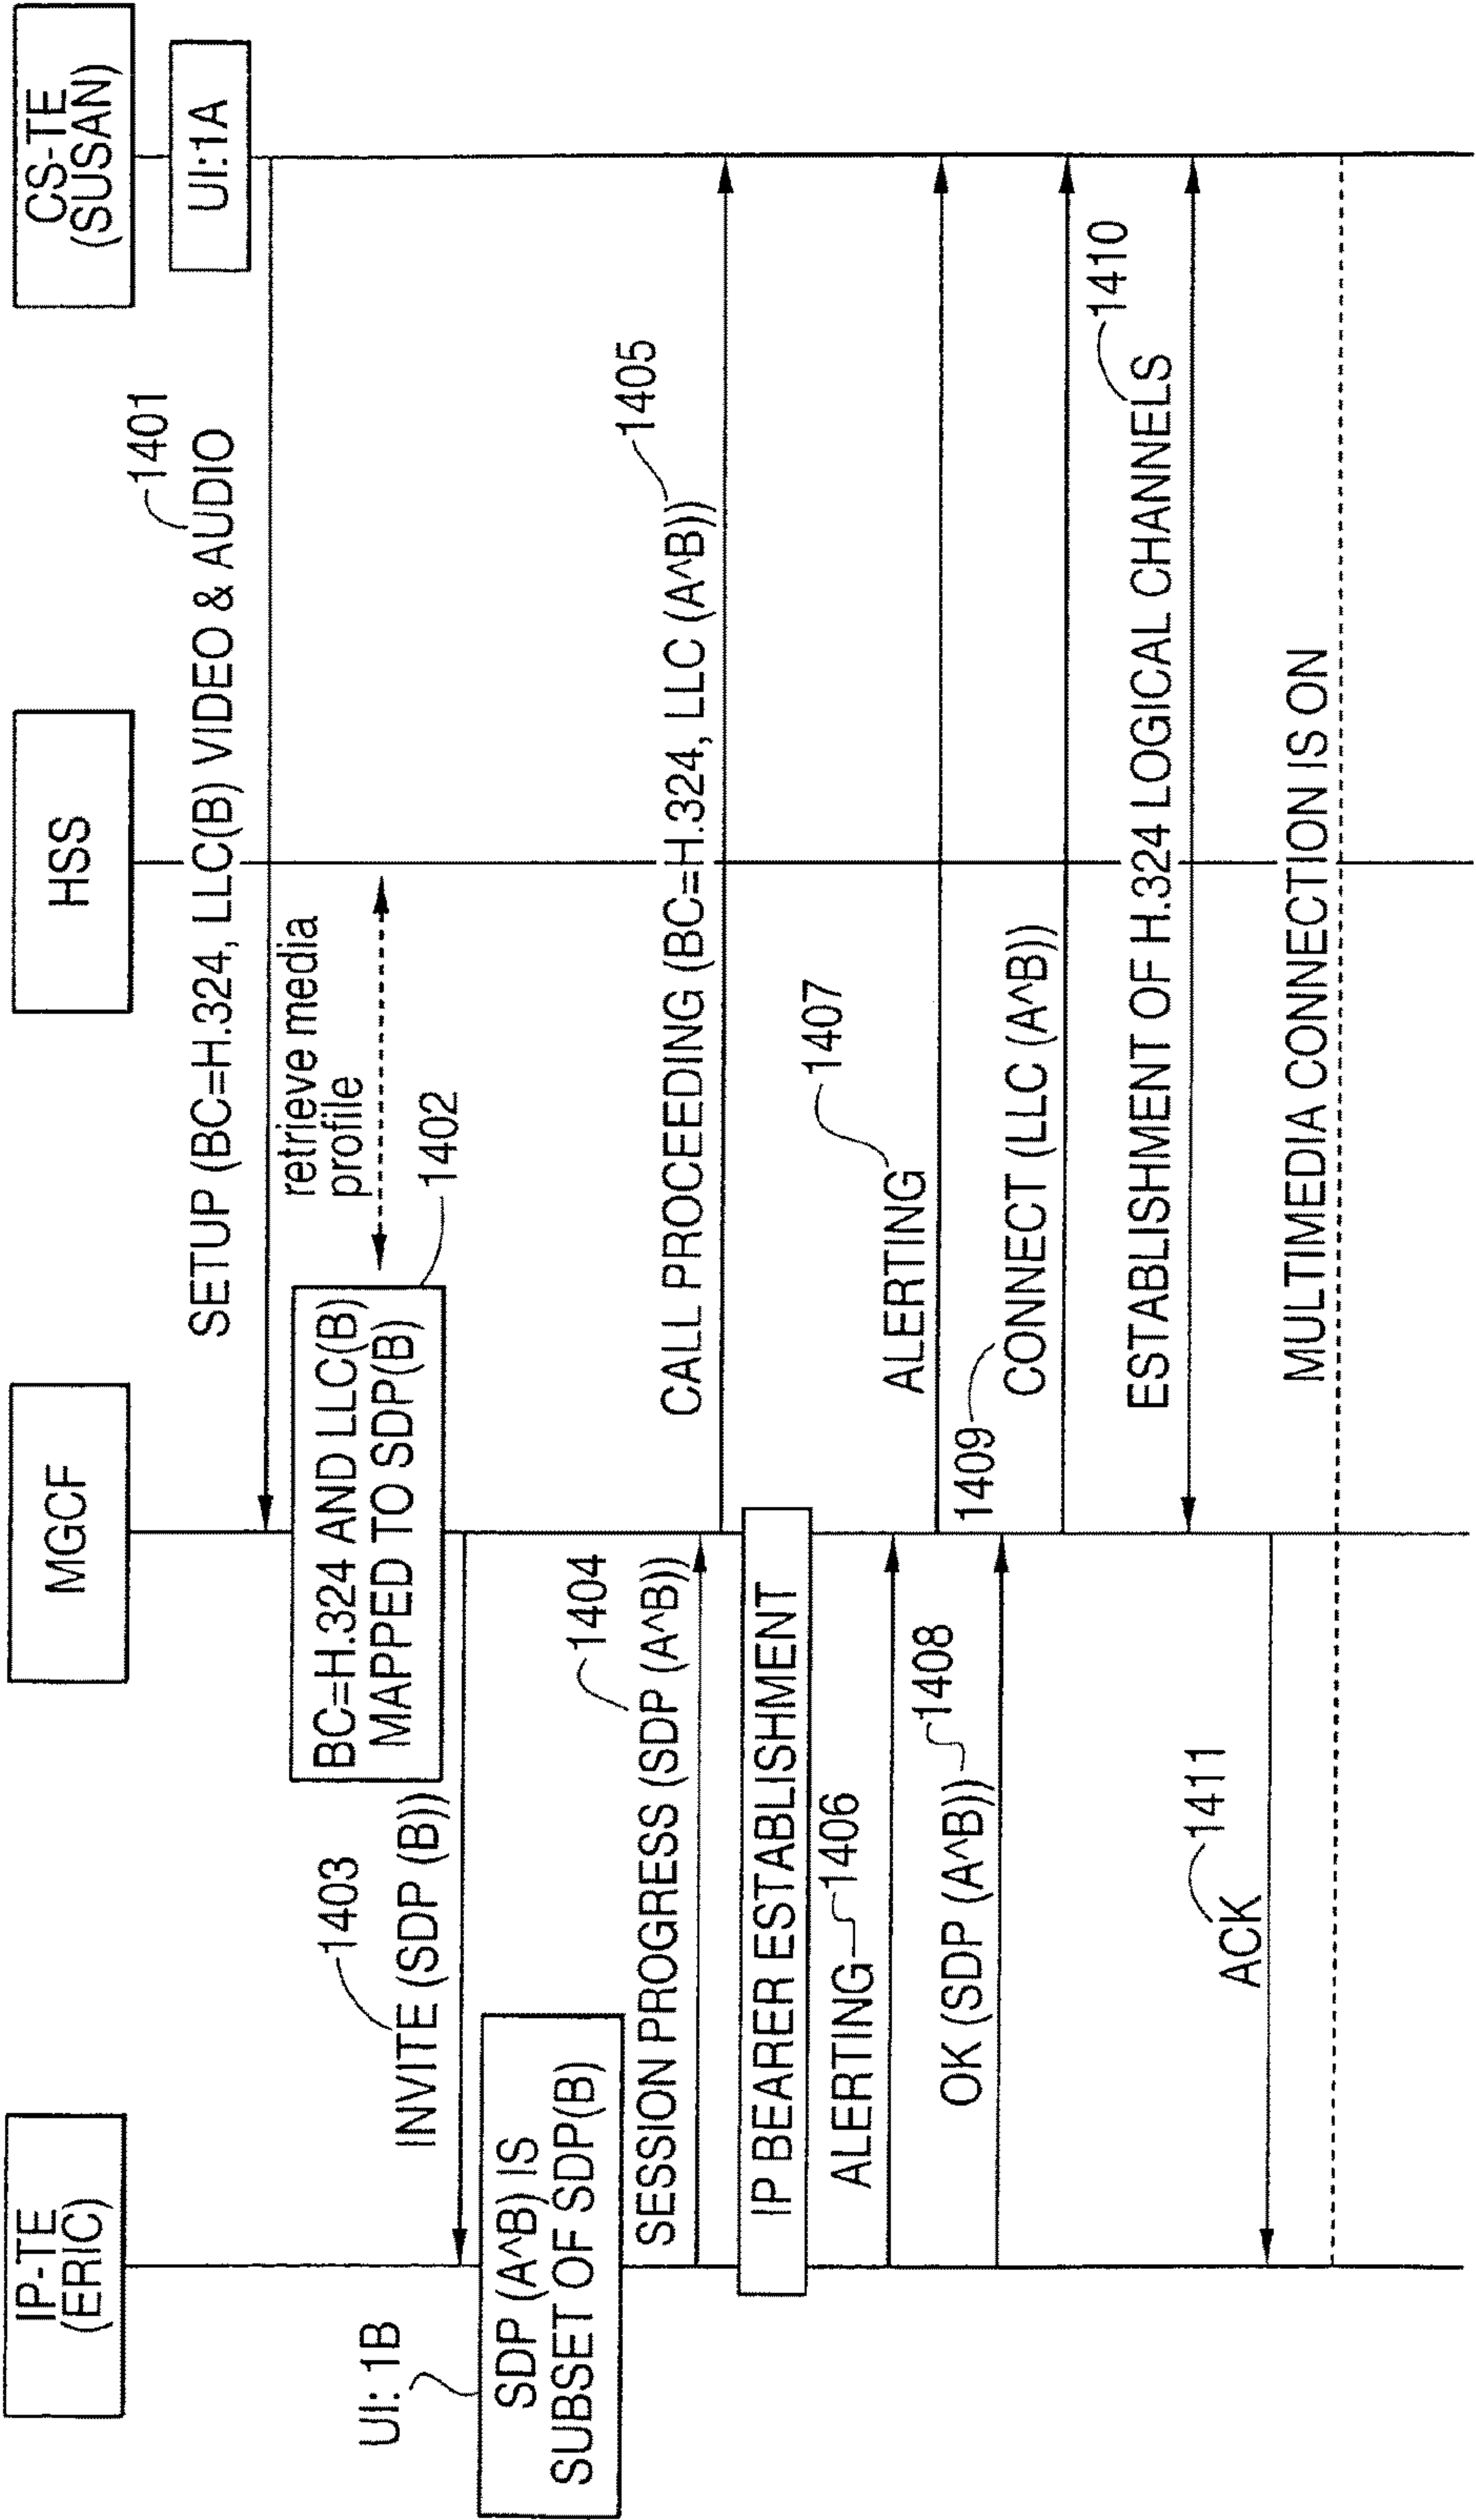 IP-TE
(ERIC)
MGCF
HSS
CS-TE
(SUSAN)
UI:1A
1401
SETUP (BC=H.324, LLC(B) VIDEO & AUDIO
retrieve media
profile
BC=H.324 AND LLC(B)
MAPPED TO SDP(B)
1402
1403
INVITE (SDP (B))
UI: 1B
SDP (A^B) IS
SUBSET OF SDP(B)
1404
SESSION PROGRESS (SDP (A^B))
1405
CALL PROCEEDING (BC=H.324, LLC (A^B))
IP BEARER ESTABLISHMENT
ALERTING
1406
1407
ALERTING
OK (SDP (A^B))
1408
1409
CONNECT (LLC (A^B))
1410
ESTABLISHMENT OF H.324 LOGICAL CHANNELS
1411
ACK
MULTIMEDIA CONNECTION IS ON